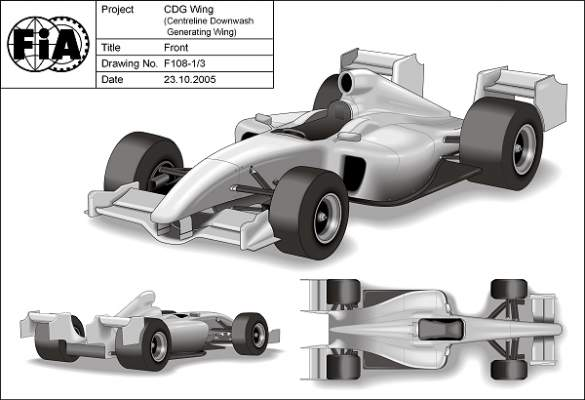 FiA
Project CDG Wing
(Centreline Downwash
Generating Wing)
Title Front
Drawing No. F108-1/3
Date 23.10.2005